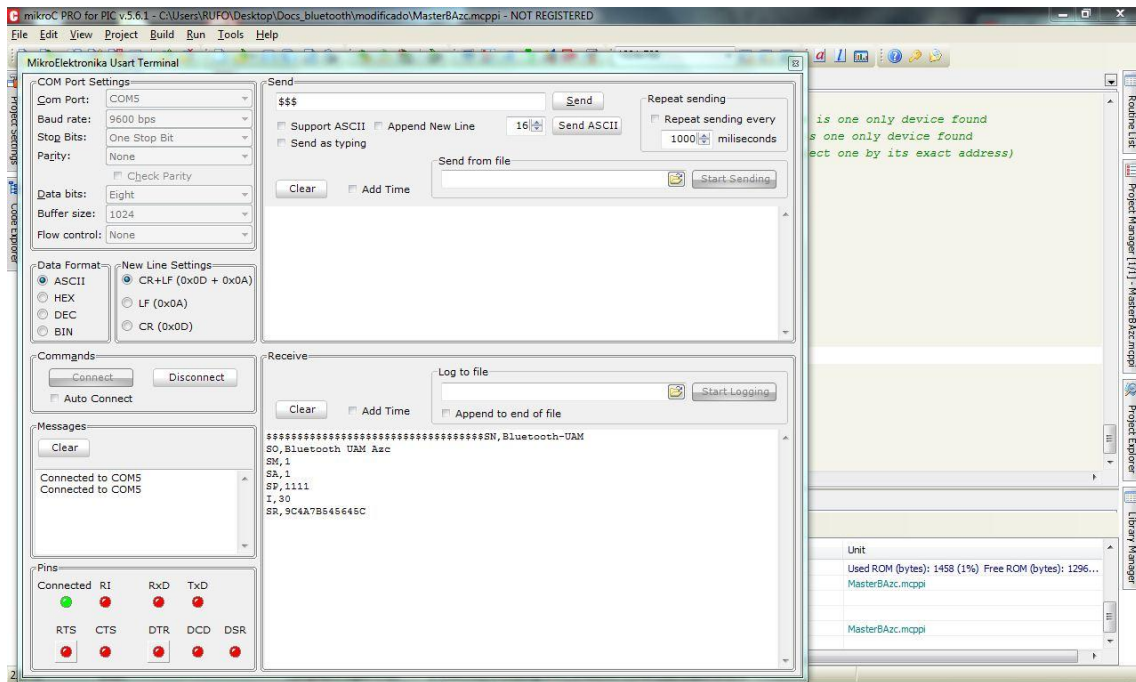 mikroC PRO for PIC v.5.6.1 - C:\Users\RUFO\Desktop\Docs_bluetooth\modificado\MasterBAzc.mcppi - NOT REGISTERED
File Edit View Project Build Run Tools Help
MikroElektronika Usart Terminal
COM Port Settings
Com Port: COM5
Baud rate: 9600 bps
Stop Bits: One Stop Bit
Parity: None
Check Parity
Data bits: Eight
Buffer size: 1024
Flow control: None
Data Format
ASCII
HEX
DEC
BIN
New Line Settings
CR+LF (0x0D + 0x0A)
LF (0x0A)
CR (0x0D)
Commands
Connect Disconnect
Auto Connect
Messages
Clear
Connected to COM5
Connected to COM5
Pins
Connected RI RxD TxD
RTS CTS DTR DCD DSR
Send
$$$ Send
Support ASCII Append New Line 16 Send ASCII
Send as typing
Repeat sending
Repeat sending every
1000 miliseconds
Send from file
Start Sending
Clear Add Time
Receive
Log to file
Start Logging
Clear Add Time Append to end of file
$$$$$$$$$$$$$$$$$$$$$$$$$$$$$$$$$$$SN,Bluetooth-UAM
SO,Bluetooth UAM Azc
SM,1
SA,1
SP,1111
I,30
SR,9C4A7B545645C
is one only device found
s one only device found
ect one by its exact address)
Unit
Used ROM (bytes): 1458 (1%) Free ROM (bytes): 1296...
MasterBAzc.mcppi
MasterBAzc.mcppi
Project Settings
Code Explorer
Routine List
Project Manager [1/1] - MasterBAzc.mcppi
Project Explorer
Library Manager